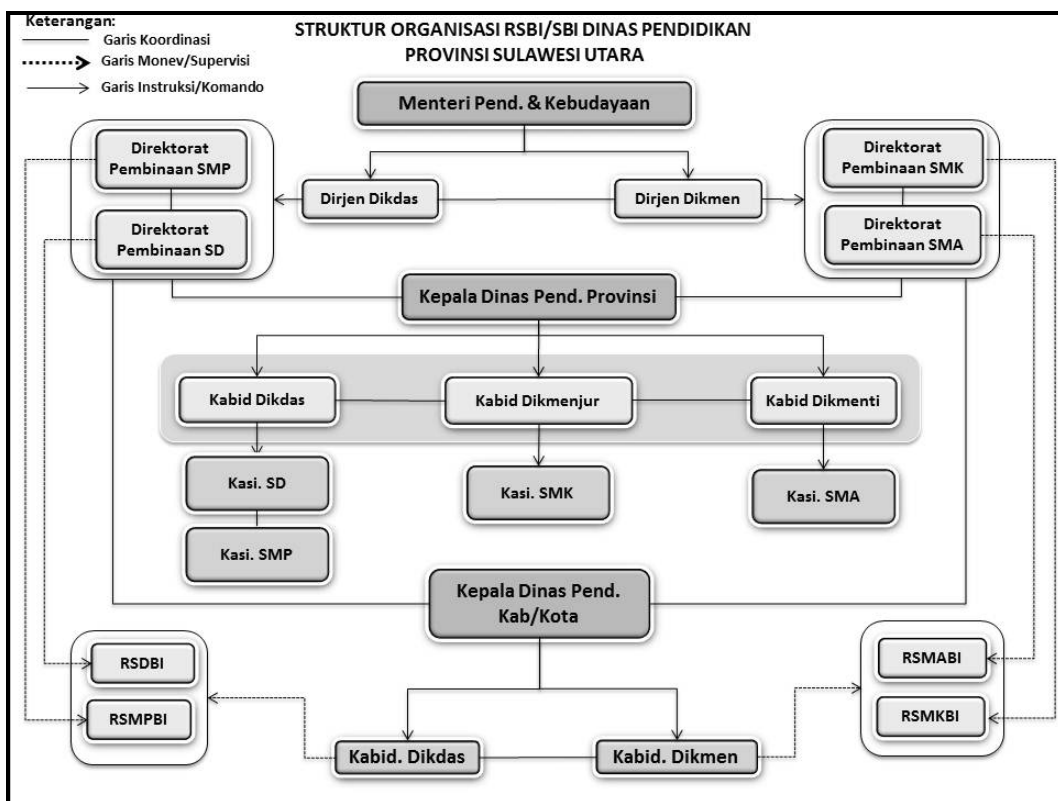 Keterangan:
Garis Koordinasi
Garis Monev/Supervisi
Garis Instruksi/Komando
STRUKTUR ORGANISASI RSBI/SBI DINAS PENDIDIKAN
PROVINSI SULAWESI UTARA
Menteri Pend. & Kebudayaan
Direktorat
Pembinaan SMP
Direktorat
Pembinaan SD
Dirjen Dikdas
Dirjen Dikmen
Direktorat
Pembinaan SMK
Direktorat
Pembinaan SMA
Kepala Dinas Pend. Provinsi
Kabid Dikdas
Kabid Dikmenjur
Kabid Dikmenti
Kasi. SD
Kasi. SMK
Kasi. SMA
Kasi. SMP
Kepala Dinas Pend.
Kab/Kota
RSDBI
RSMPBI
RSMABI
RSMKBI
Kabid. Dikdas
Kabid. Dikmen